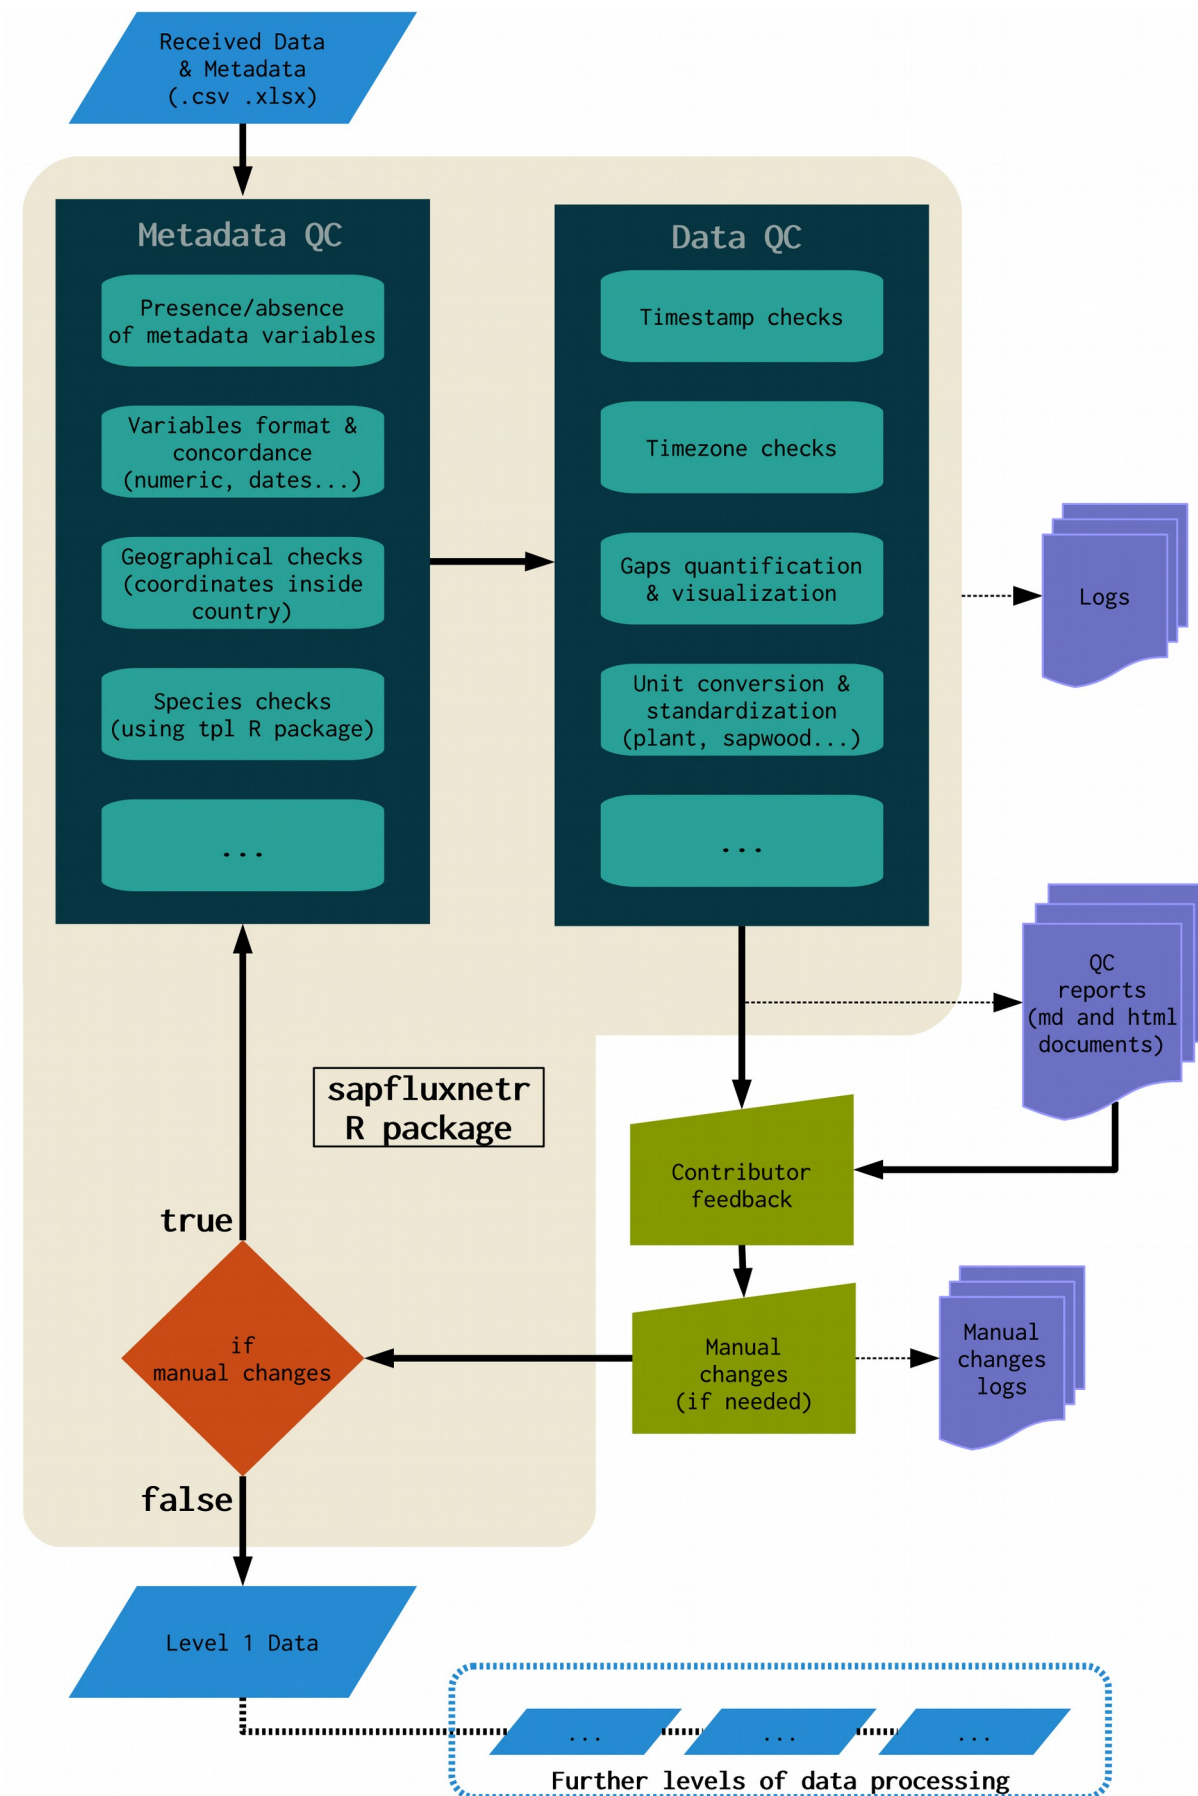 Received Data
& Metadata
(.csv .xlsx)
Metadata QC
Presence/absence
of metadata variables
Variables format &
concordance
(numeric, dates...)
Geographical checks
(coordinates inside
country)
Species checks
(using tpl R package)
...
Data QC
Timestamp checks
Timezone checks
Gaps quantification
& visualization
Unit conversion &
standardization
(plant, sapwood...)
...
Logs
QC
reports
(md and html
documents)
sapfluxnetr
R package
Contributor
feedback
Manual
changes
(if needed)
Manual
changes
logs
true
if
manual changes
false
Level 1 Data
...
...
...
Further levels of data processing